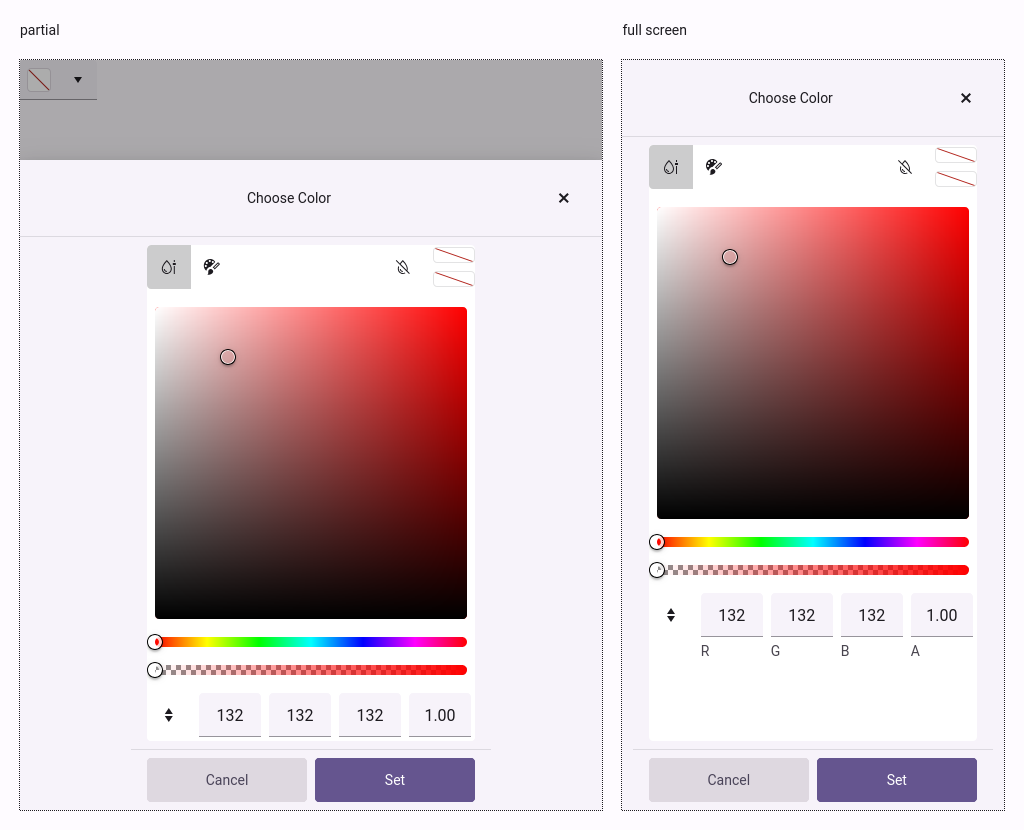 partial
full screen
Choose Color
132 132 132 1.00
Cancel Set
Choose Color
132 132 132 1.00
R G B A
Cancel Set